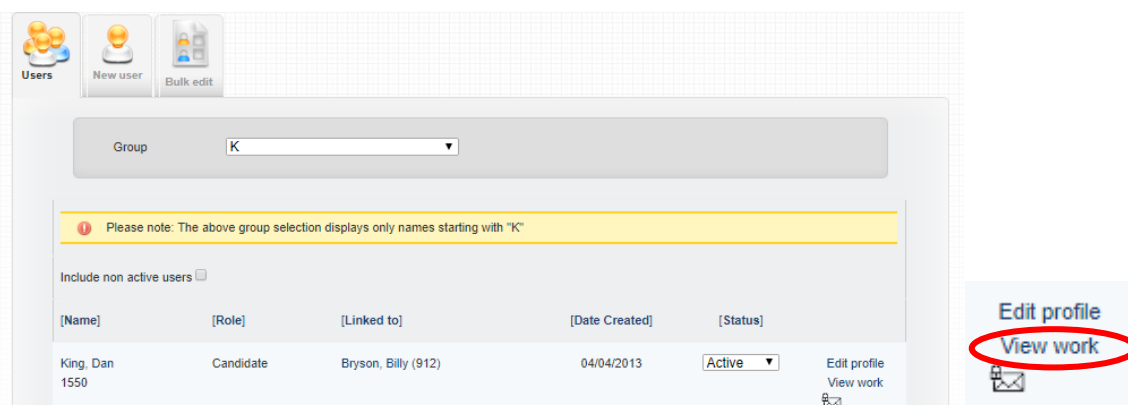 Users
New user
Bulk edit
Group K
Please note: The above group selection displays only names starting with "K"
Include non active users
[Name] [Role] [Linked to] [Date Created] [Status]
King, Dan Candidate Bryson, Billy (912) 04/04/2013 Active Edit profile
1550 View work
Edit profile
View work